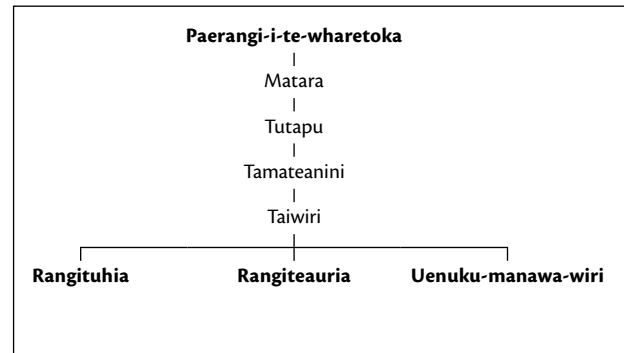 Paerangi-i-te-wharetoka
Matara
Tutapu
Tamateanini
Taiwiri
Rangituhia Rangiteauria Uenuku-manawa-wiri